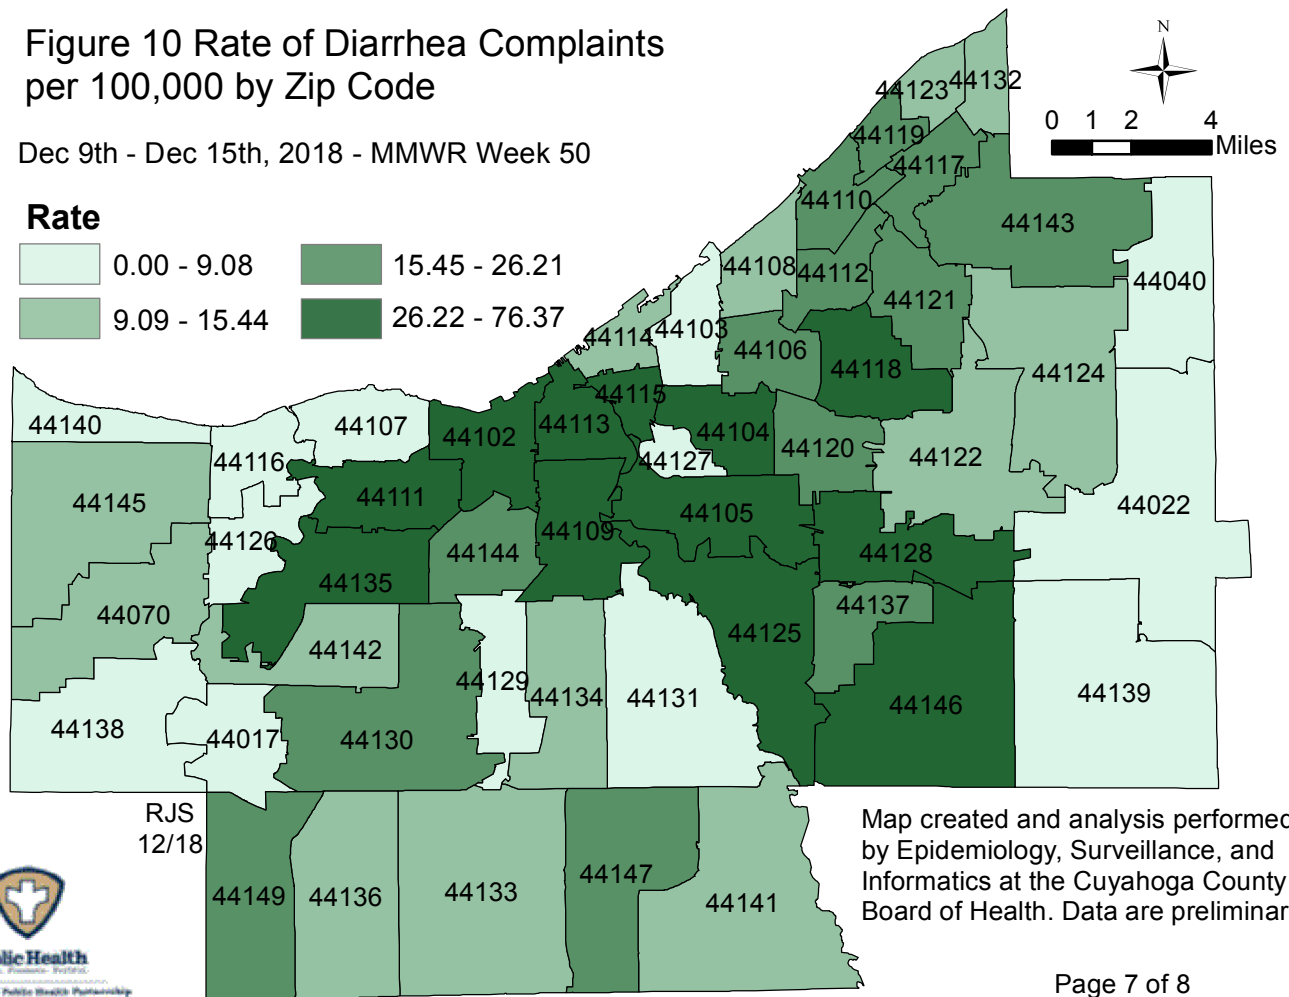 Figure 10 Rate of Diarrhea Complaints
per 100,000 by Zip Code
Dec 9th - Dec 15th, 2018 - MMWR Week 50
Rate
0.00 - 9.08
9.09 - 15.44
15.45 - 26.21
26.22 - 76.37
N
0 1 2 4
Miles
44123
44132
44119
44117
44110
44143
44108
44112
44040
44121
44114
44103
44106
44118
44124
44115
44140
44107
44102
44113
44104
44116
44127
44120
44122
44145
44111
44105
44022
44126
44109
44144
44128
44135
44070
44137
44125
44142
44129
44134
44131
44139
44138
44017
44130
44146
RJS
12/18
44149
44136
44133
44147
44141
Map created and analysis performed
by Epidemiology, Surveillance, and
Informatics at the Cuyahoga County
Board of Health. Data are preliminar
lic Health
Public Health Partnership
Page 7 of 8